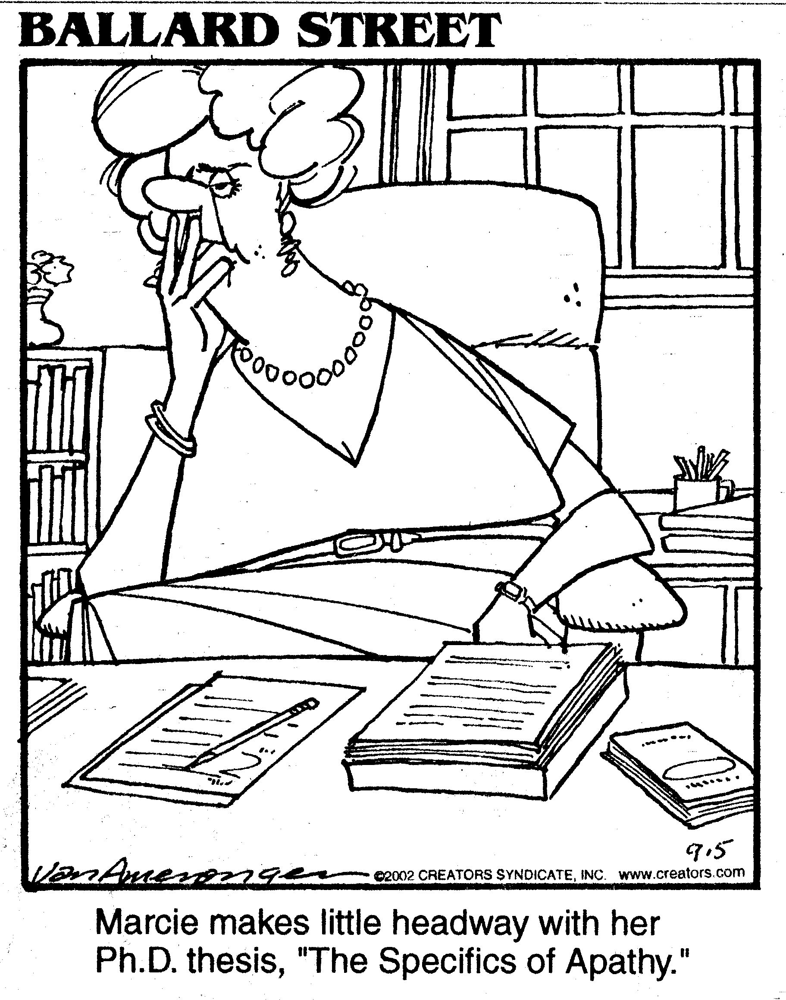 BALLARD STREET
9.5
VanAmerongen ©2002 CREATORS SYNDICATE, INC. www.creators.com
Marcie makes little headway with her
Ph.D. thesis, "The Specifics of Apathy."